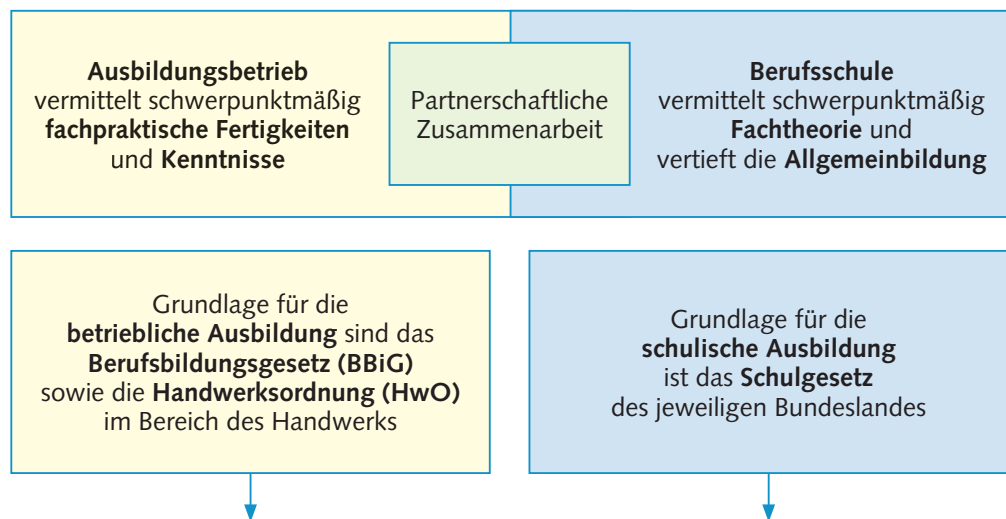 Ausbildungsbetrieb
vermittelt schwerpunktmäßig
fachpraktische Fertigkeiten
und Kenntnisse
Partnerschaftliche
Zusammenarbeit
Berufsschule
vermittelt schwerpunktmäßig
Fachtheorie und
vertieft die Allgemeinbildung
Grundlage für die
betriebliche Ausbildung sind das
Berufsbildungsgesetz (BBiG)
sowie die Handwerksordnung (HwO)
im Bereich des Handwerks
Grundlage für die
schulische Ausbildung
ist das Schulgesetz
des jeweiligen Bundeslandes